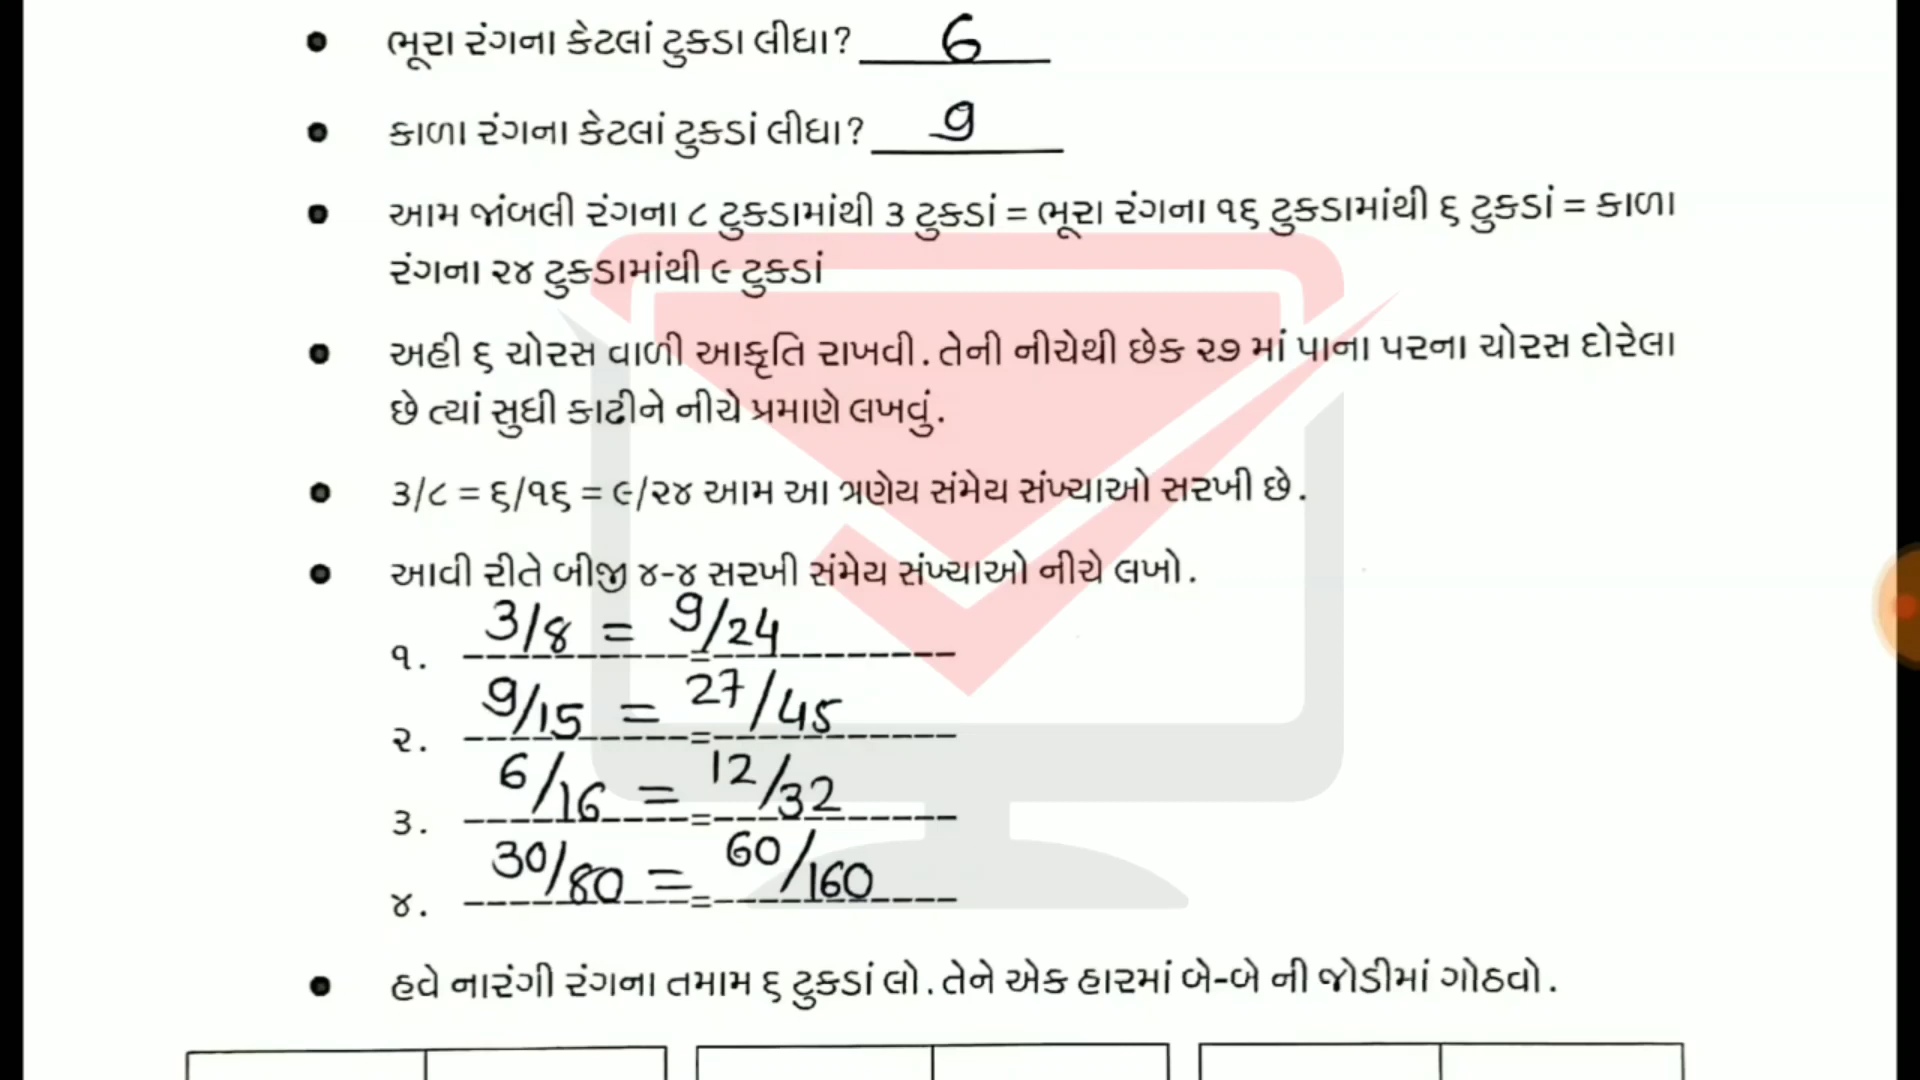 • ભૂરા રંગના કેટલાં ટુકડા લીધા? 6
• કાળા રંગના કેટલાં ટુકડાં લીધા? 9
• આમ જાંબલી રંગના ૮ ટુકડામાંથી ૩ ટુકડાં = ભૂરા રંગના ૧૬ ટુકડામાંથી ૬ ટુકડાં = કાળા
રંગના ૨૪ ટુકડામાંથી ૯ ટુકડાં
• અહી ૬ ચોરસ વાળી આકૃતિ રાખવી. તેની નીચેથી છેક ૨૭ માં પાના પરના ચોરસ દોરેલા
છે ત્યાં સુધી કાઢીને નીચે પ્રમાણે લખવું.
• ૩/૮ = ૬/૧૬ = ૯/૨૪ આમ આ ત્રણેય સંમેય સંખ્યાઓ સરખી છે.
• આવી રીતે બીજી ૪-૪ સરખી સંમેય સંખ્યાઓ નીચે લખો.
૧. 3/8 = 9/24
૨. 9/15 = 27/45
૩. 6/16 = 12/32
૪. 30/80 = 60/160
• હવે નારંગી રંગના તમામ ૬ ટુકડાં લો. તેને એક હારમાં બે-બે ની જોડીમાં ગોઠવો.